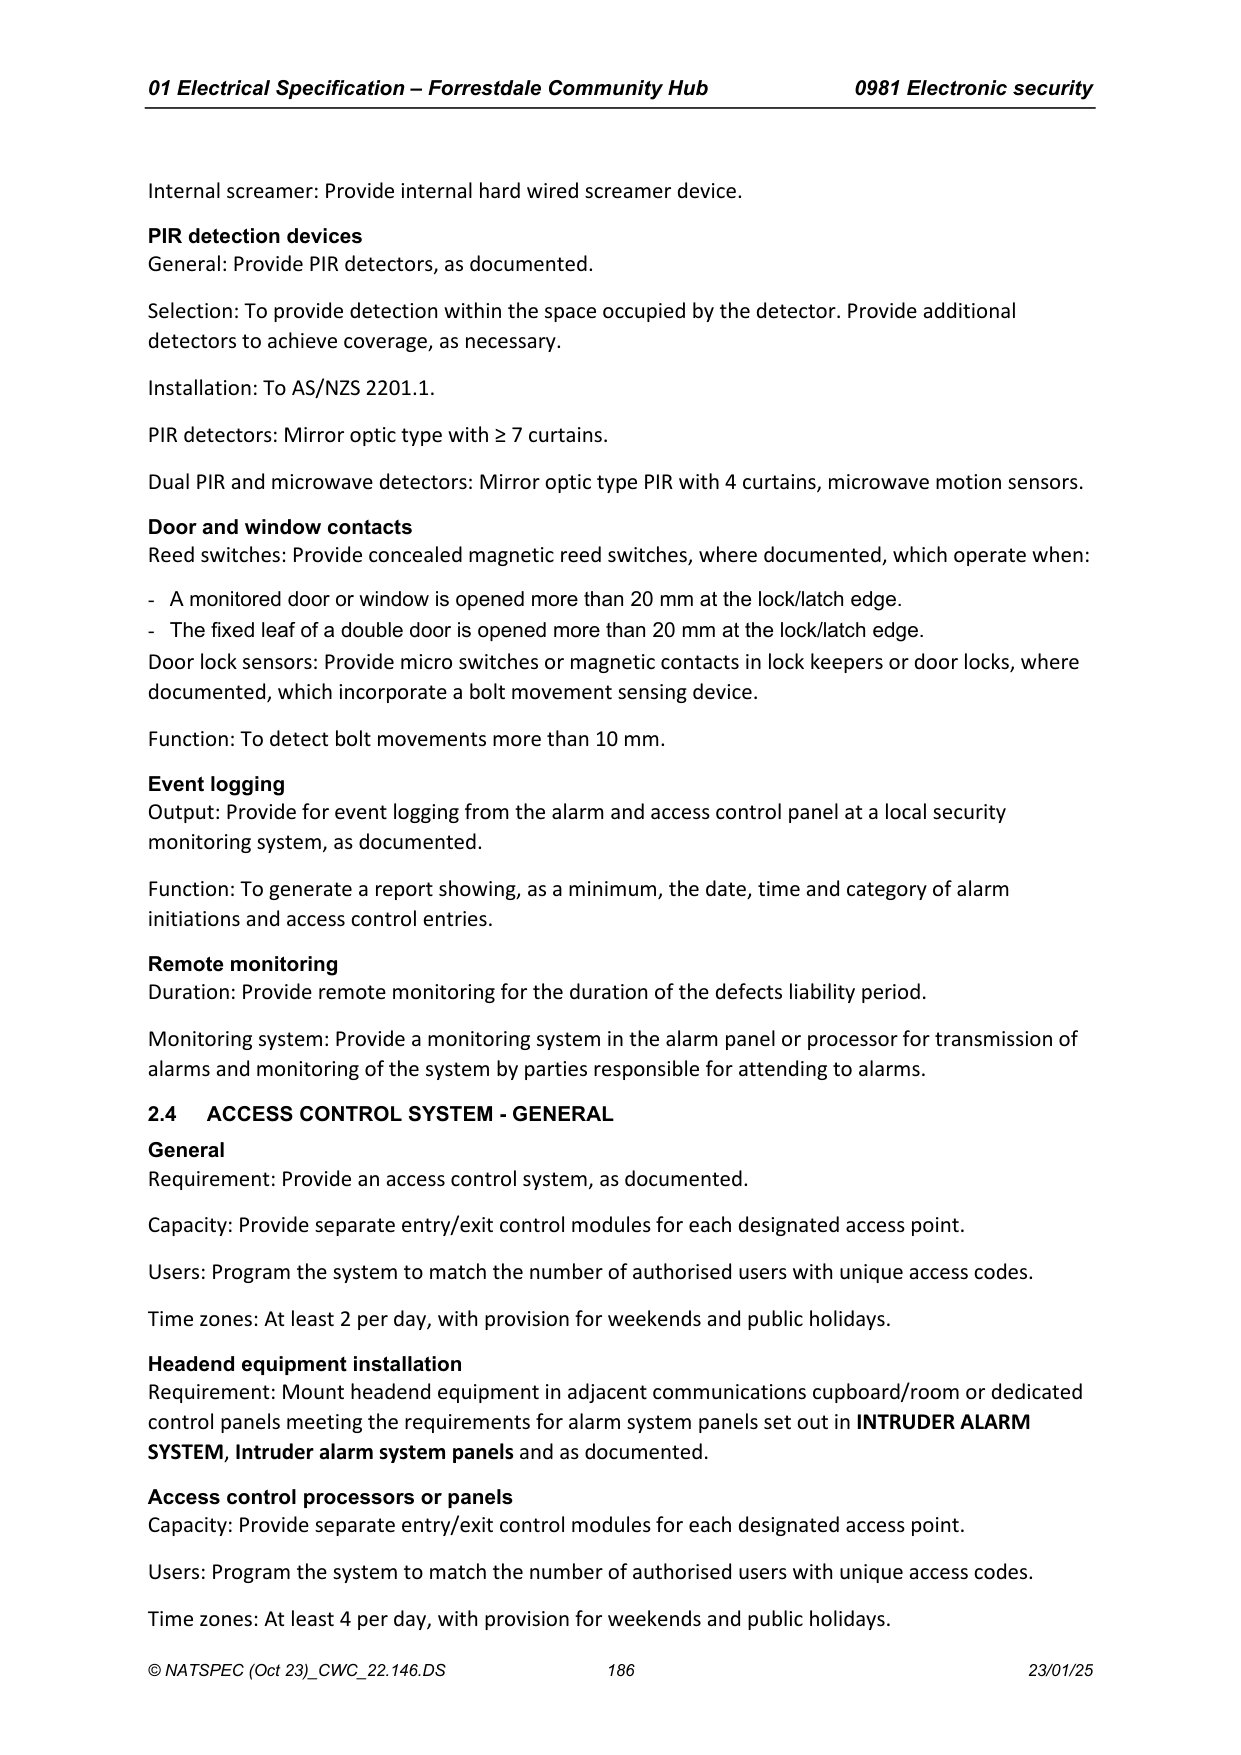 01 Electrical Specification – Forrestdale Community Hub 0981 Electronic security
Internal screamer: Provide internal hard wired screamer device.
PIR detection devices
General: Provide PIR detectors, as documented.
Selection: To provide detection within the space occupied by the detector. Provide additional
detectors to achieve coverage, as necessary.
Installation: To AS/NZS 2201.1.
PIR detectors: Mirror optic type with ≥ 7 curtains.
Dual PIR and microwave detectors: Mirror optic type PIR with 4 curtains, microwave motion sensors.
Door and window contacts
Reed switches: Provide concealed magnetic reed switches, where documented, which operate when:
- A monitored door or window is opened more than 20 mm at the lock/latch edge.
- The fixed leaf of a double door is opened more than 20 mm at the lock/latch edge.
Door lock sensors: Provide micro switches or magnetic contacts in lock keepers or door locks, where
documented, which incorporate a bolt movement sensing device.
Function: To detect bolt movements more than 10 mm.
Event logging
Output: Provide for event logging from the alarm and access control panel at a local security
monitoring system, as documented.
Function: To generate a report showing, as a minimum, the date, time and category of alarm
initiations and access control entries.
Remote monitoring
Duration: Provide remote monitoring for the duration of the defects liability period.
Monitoring system: Provide a monitoring system in the alarm panel or processor for transmission of
alarms and monitoring of the system by parties responsible for attending to alarms.
2.4 ACCESS CONTROL SYSTEM - GENERAL
General
Requirement: Provide an access control system, as documented.
Capacity: Provide separate entry/exit control modules for each designated access point.
Users: Program the system to match the number of authorised users with unique access codes.
Time zones: At least 2 per day, with provision for weekends and public holidays.
Headend equipment installation
Requirement: Mount headend equipment in adjacent communications cupboard/room or dedicated
control panels meeting the requirements for alarm system panels set out in INTRUDER ALARM
SYSTEM, Intruder alarm system panels and as documented.
Access control processors or panels
Capacity: Provide separate entry/exit control modules for each designated access point.
Users: Program the system to match the number of authorised users with unique access codes.
Time zones: At least 4 per day, with provision for weekends and public holidays.
© NATSPEC (Oct 23)_CWC_22.146.DS 186 23/01/25